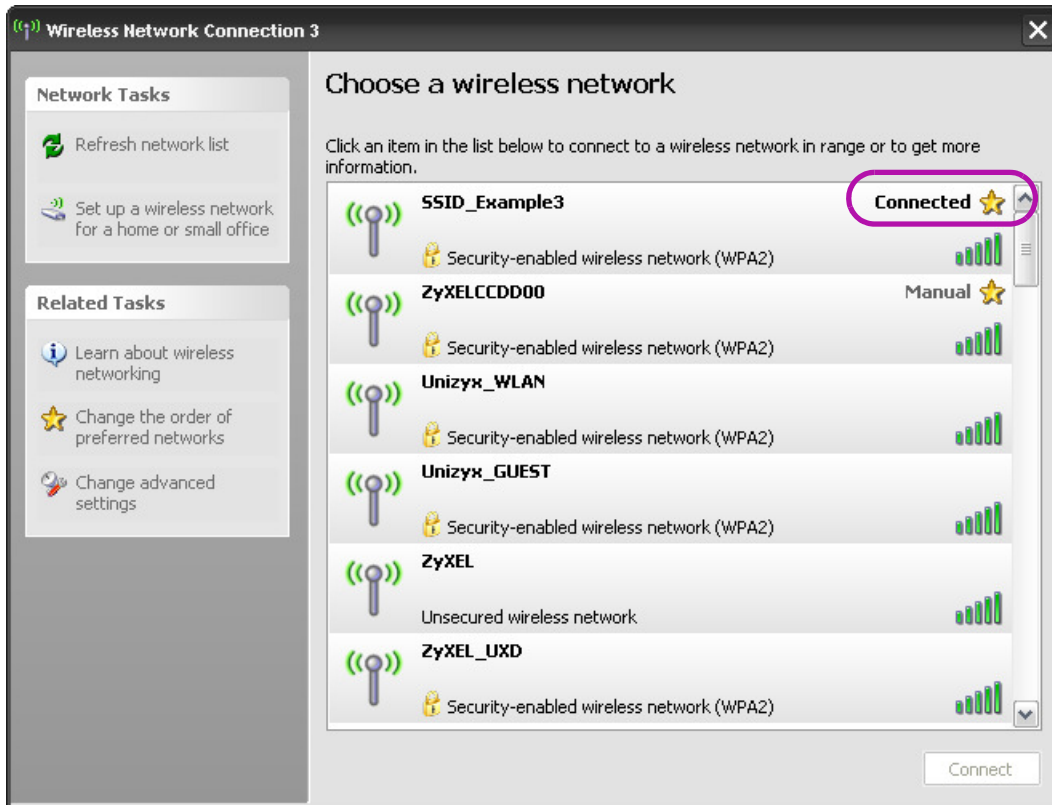 Wireless Network Connection 3
Network Tasks
Refresh network list
Set up a wireless network
for a home or small office
Related Tasks
Learn about wireless
networking
Change the order of
preferred networks
Change advanced
settings
Choose a wireless network
Click an item in the list below to connect to a wireless network in range or to get more
information.
SSID_Example3 Connected
Security-enabled wireless network (WPA2)
ZyXELCCDD00 Manual
Security-enabled wireless network (WPA2)
Unizyx_WLAN
Security-enabled wireless network (WPA2)
Unizyx_GUEST
Security-enabled wireless network (WPA2)
ZyXEL
Unsecured wireless network
ZyXEL_UXD
Security-enabled wireless network (WPA2)
Connect